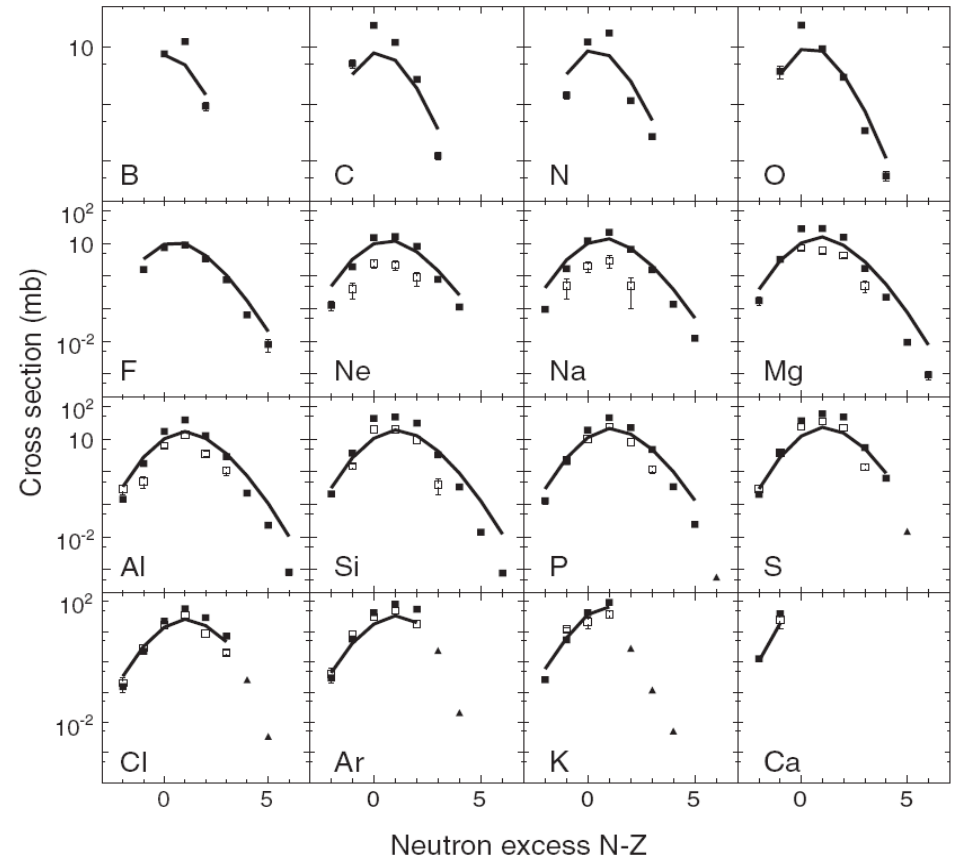 10
B
C
N
O
10²
10
10⁻²
F
Ne
Na
Mg
10²
10
10⁻²
Al
Si
P
S
10²
10⁻²
Cl
Ar
K
Ca
0 5 0 5 0 5 0 5
Cross section (mb)
Neutron excess N-Z